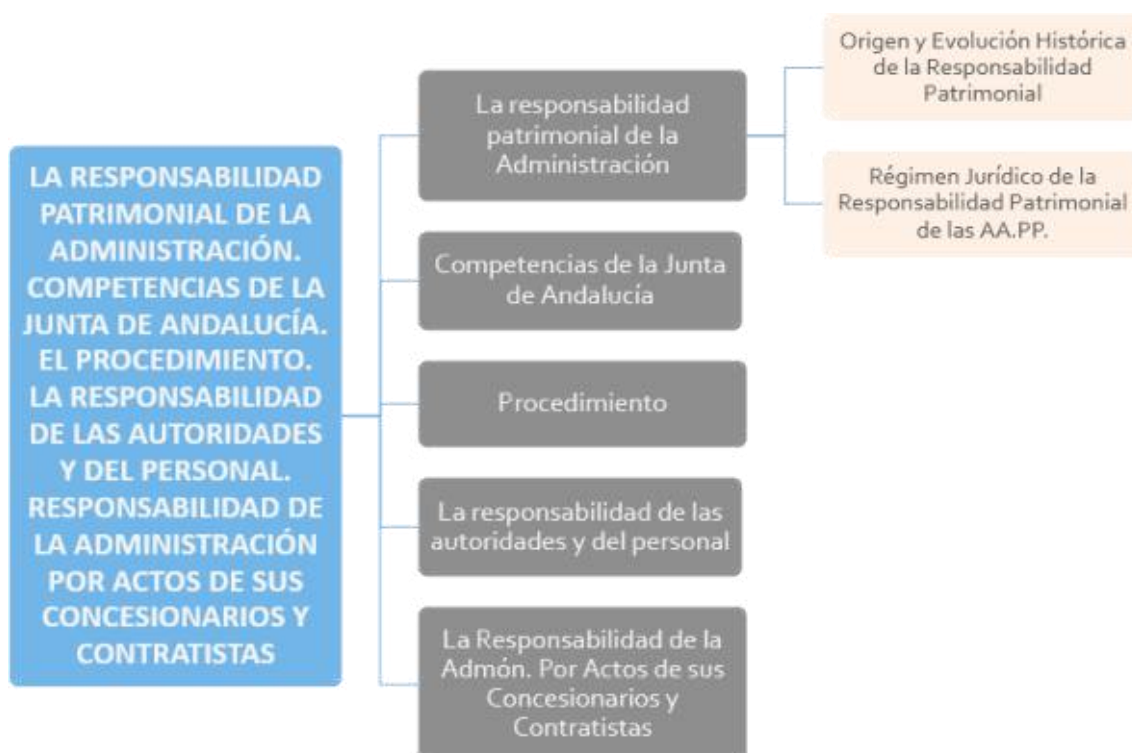 LA RESPONSABILIDAD
PATRIMONIAL DE LA
ADMINISTRACIÓN.
COMPETENCIAS DE LA
JUNTA DE ANDALUCÍA.
EL PROCEDIMIENTO.
LA RESPONSABILIDAD
DE LAS AUTORIDADES
Y DEL PERSONAL.
RESPONSABILIDAD DE
LA ADMINISTRACIÓN
POR ACTOS DE SUS
CONCESIONARIOS Y
CONTRATISTAS
La responsabilidad
patrimonial de la
Administración
Origen y Evolución Histórica
de la Responsabilidad
Patrimonial
Régimen Jurídico de la
Responsabilidad Patrimonial
de las AA.PP.
Competencias de la Junta
de Andalucía
Procedimiento
La responsabilidad de las
autoridades y del personal
La Responsabilidad de la
Admón. Por Actos de sus
Concesionarios y
Contratistas